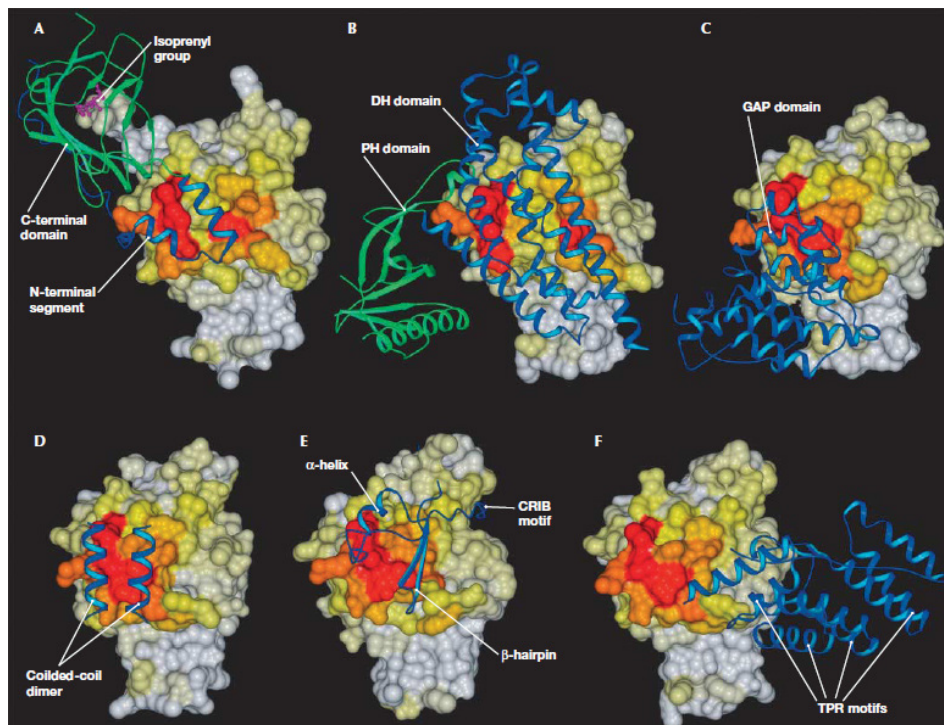 A
Isoprenyl
group
C-terminal
domain
N-terminal
segment
B
DH domain
PH domain
C
GAP domain
D
Coilded-coil
dimer
E
α-helix
CRIB
motif
β-hairpin
F
TPR motifs